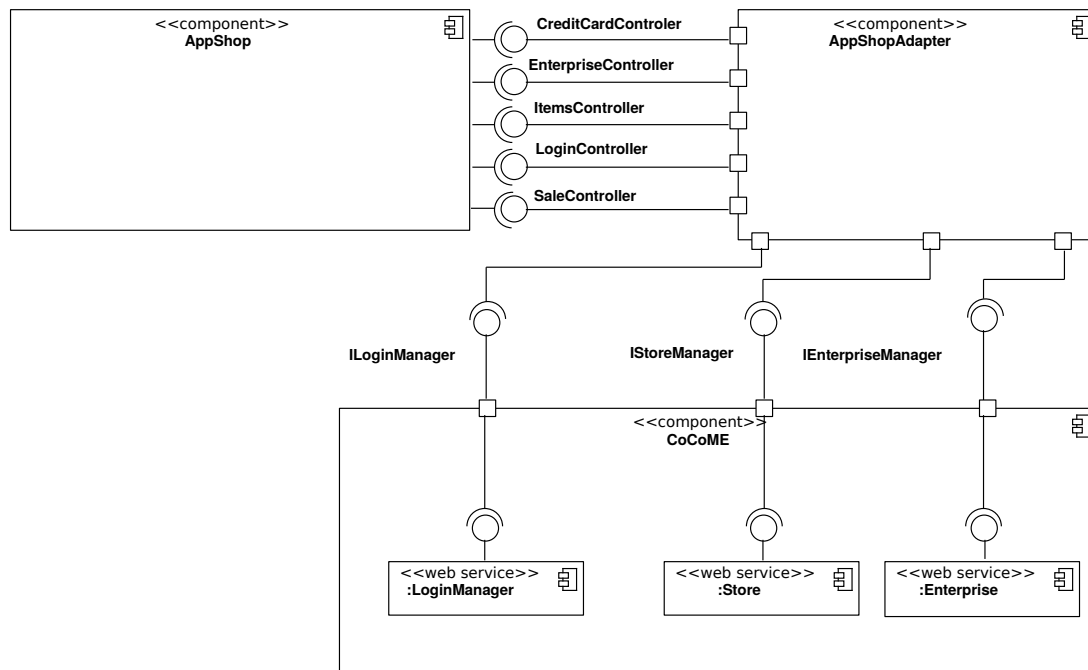 <<component>>
AppShop
CreditCardControler
EnterpriseController
ItemsController
LoginController
SaleController
<<component>>
AppShopAdapter
ILoginManager
IStoreManager
IEnterpriseManager
<<component>>
CoCoME
<<web service>>
:LoginManager
<<web service>>
:Store
<<web service>>
:Enterprise